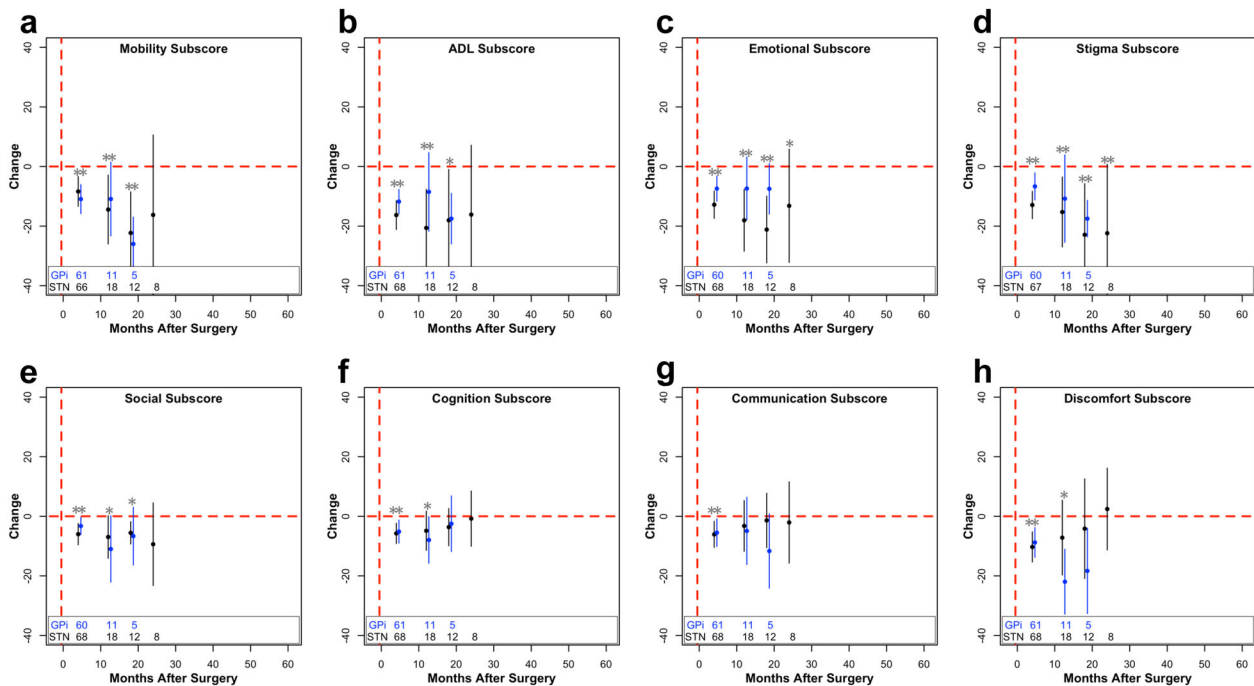 a
Mobility Subscore
40
20
0
-20
-40
Change
**
**
**
GPi 61 11 5
STN 66 18 12 8
0 10 20 30 40 50 60
Months After Surgery
b
ADL Subscore
40
20
0
-20
-40
Change
**
**
*
GPi 61 11 5
STN 68 18 12 8
0 10 20 30 40 50 60
Months After Surgery
c
Emotional Subscore
40
20
0
-20
-40
Change
**
**
**
*
GPi 60 11 5
STN 68 18 12 8
0 10 20 30 40 50 60
Months After Surgery
d
Stigma Subscore
40
20
0
-20
-40
Change
**
**
**
**
GPi 60 11 5
STN 67 18 12 8
0 10 20 30 40 50 60
Months After Surgery
e
Social Subscore
40
20
0
-20
-40
Change
**
*
*
GPi 60 11 5
STN 68 18 12 8
0 10 20 30 40 50 60
Months After Surgery
f
Cognition Subscore
40
20
0
-20
-40
Change
**
*
GPi 61 11 5
STN 68 18 12 8
0 10 20 30 40 50 60
Months After Surgery
g
Communication Subscore
40
20
0
-20
-40
Change
**
GPi 61 11 5
STN 68 18 12 8
0 10 20 30 40 50 60
Months After Surgery
h
Discomfort Subscore
40
20
0
-20
-40
Change
**
*
GPi 61 11 5
STN 68 18 12 8
0 10 20 30 40 50 60
Months After Surgery